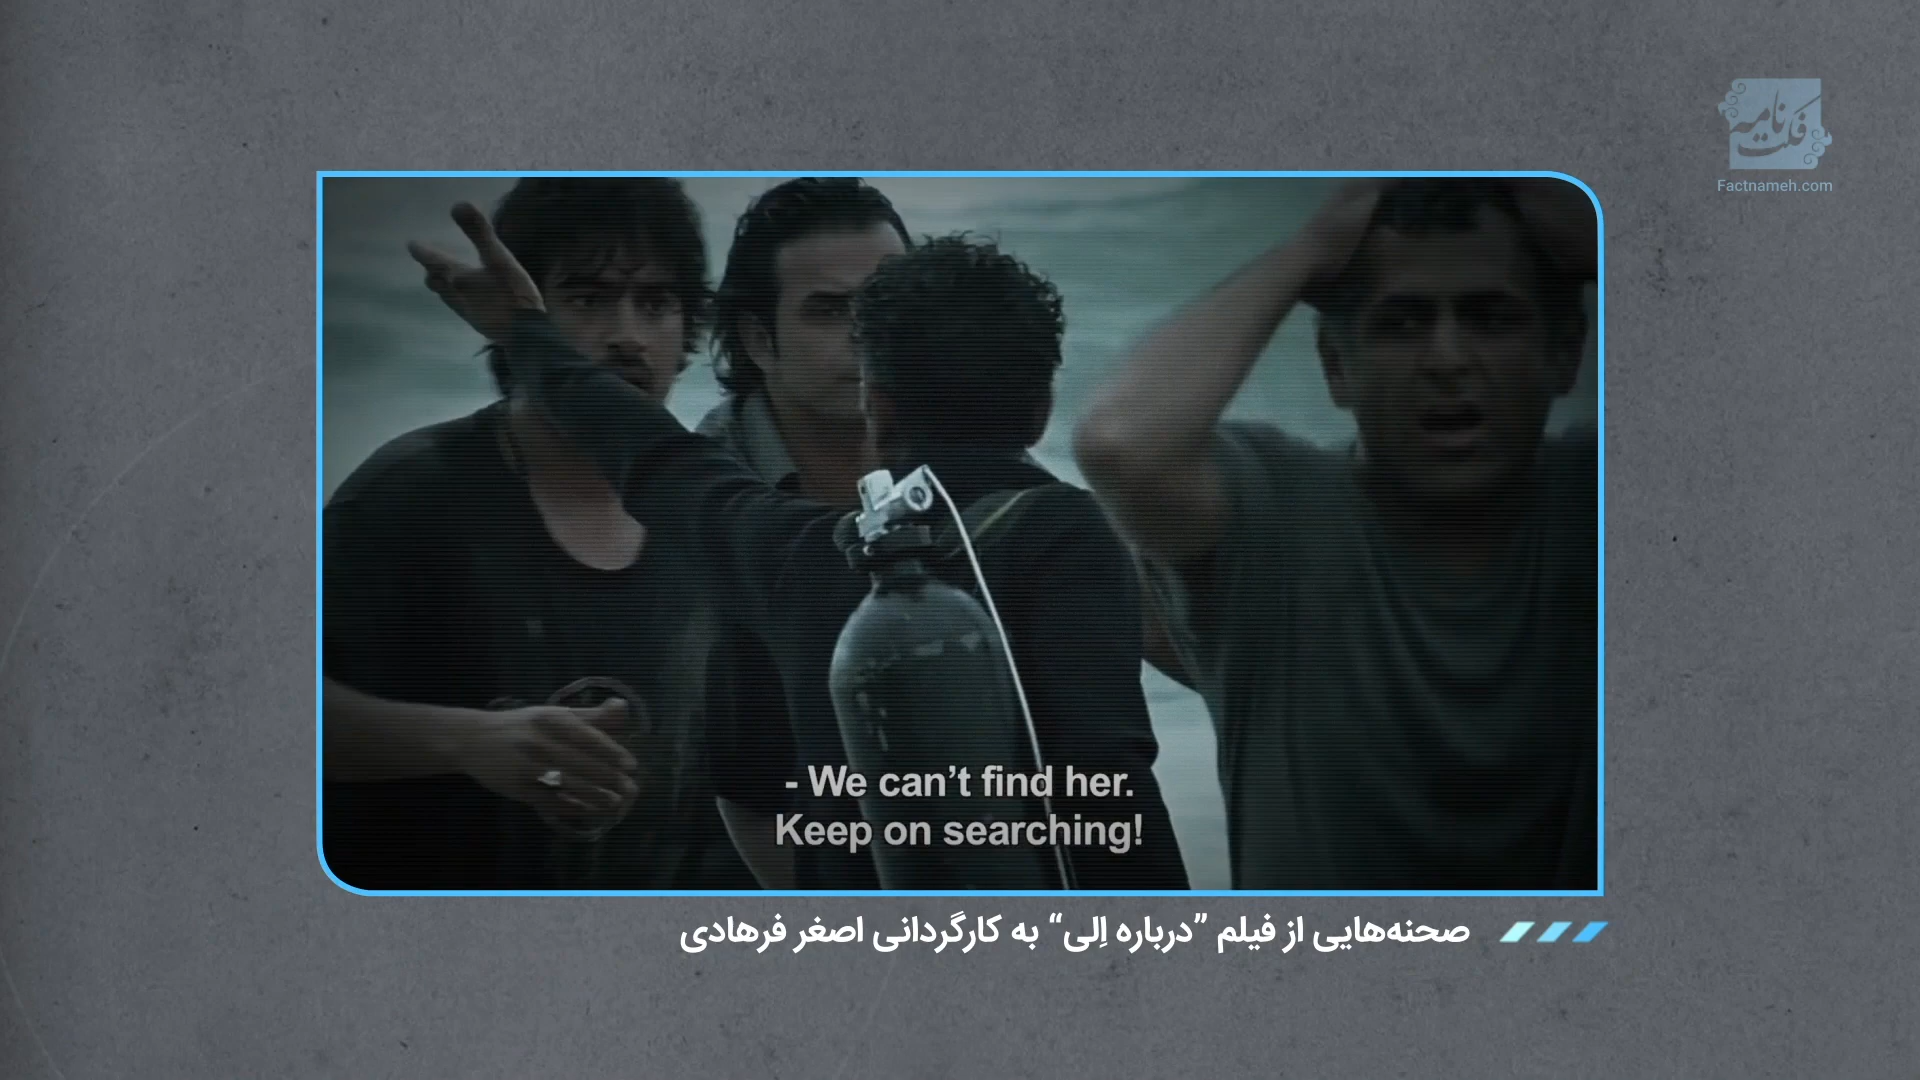 فکت نامه
Factnameh.com
- We can’t find her.
Keep on searching!
صحنه‌هایی از فیلم ”درباره اِلی“ به کارگردانی اصغر فرهادی